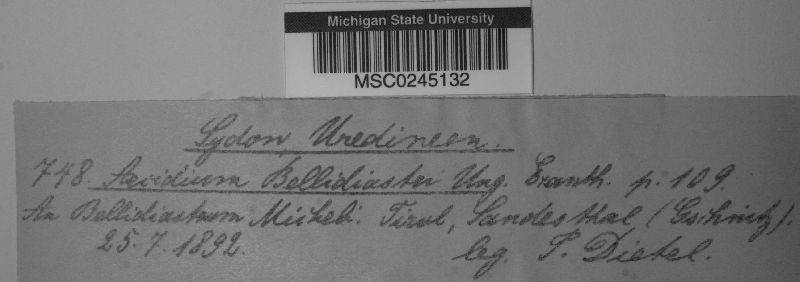 Michigan State University
MSC0245132
Sydow, Uredineen.
748. Aecidium Bellidiaster Ung. Exanth. p. 109.
An Bellidiastrum Micheli. Tirol, Sandesthal (Gschnitz).
25.7.1892. leg. P. Dietel.